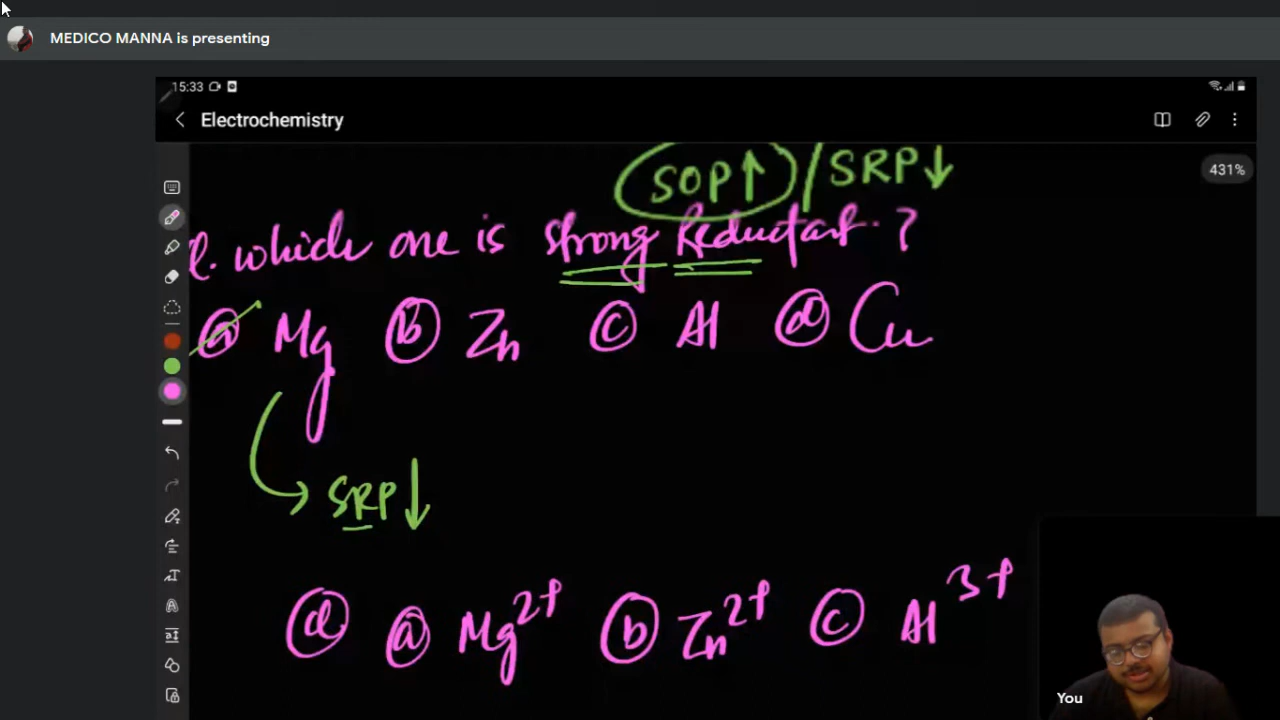 MEDICO MANNA is presenting
15:33
Electrochemistry
431%
SOP↑ / SRP↓
Q. which one is strong Reductant. ?
(a) Mg (b) Zn (c) Al (d) Cu
→ SRP↓
(d) (a) Mg²⁺ (b) Zn²⁺ (c) Al³⁺
You